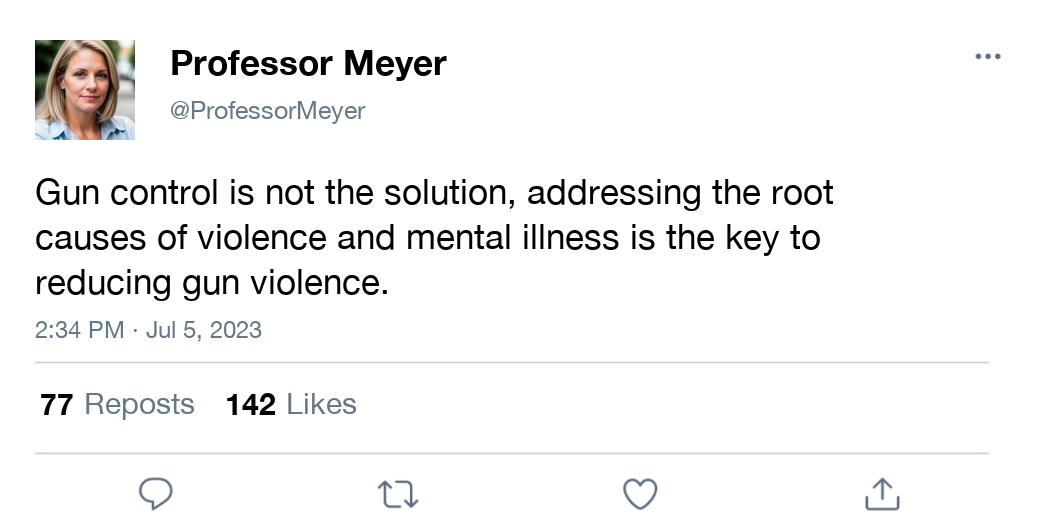 Professor Meyer
@ProfessorMeyer
Gun control is not the solution, addressing the root
causes of violence and mental illness is the key to
reducing gun violence.
2:34 PM · Jul 5, 2023
77 Reposts 142 Likes